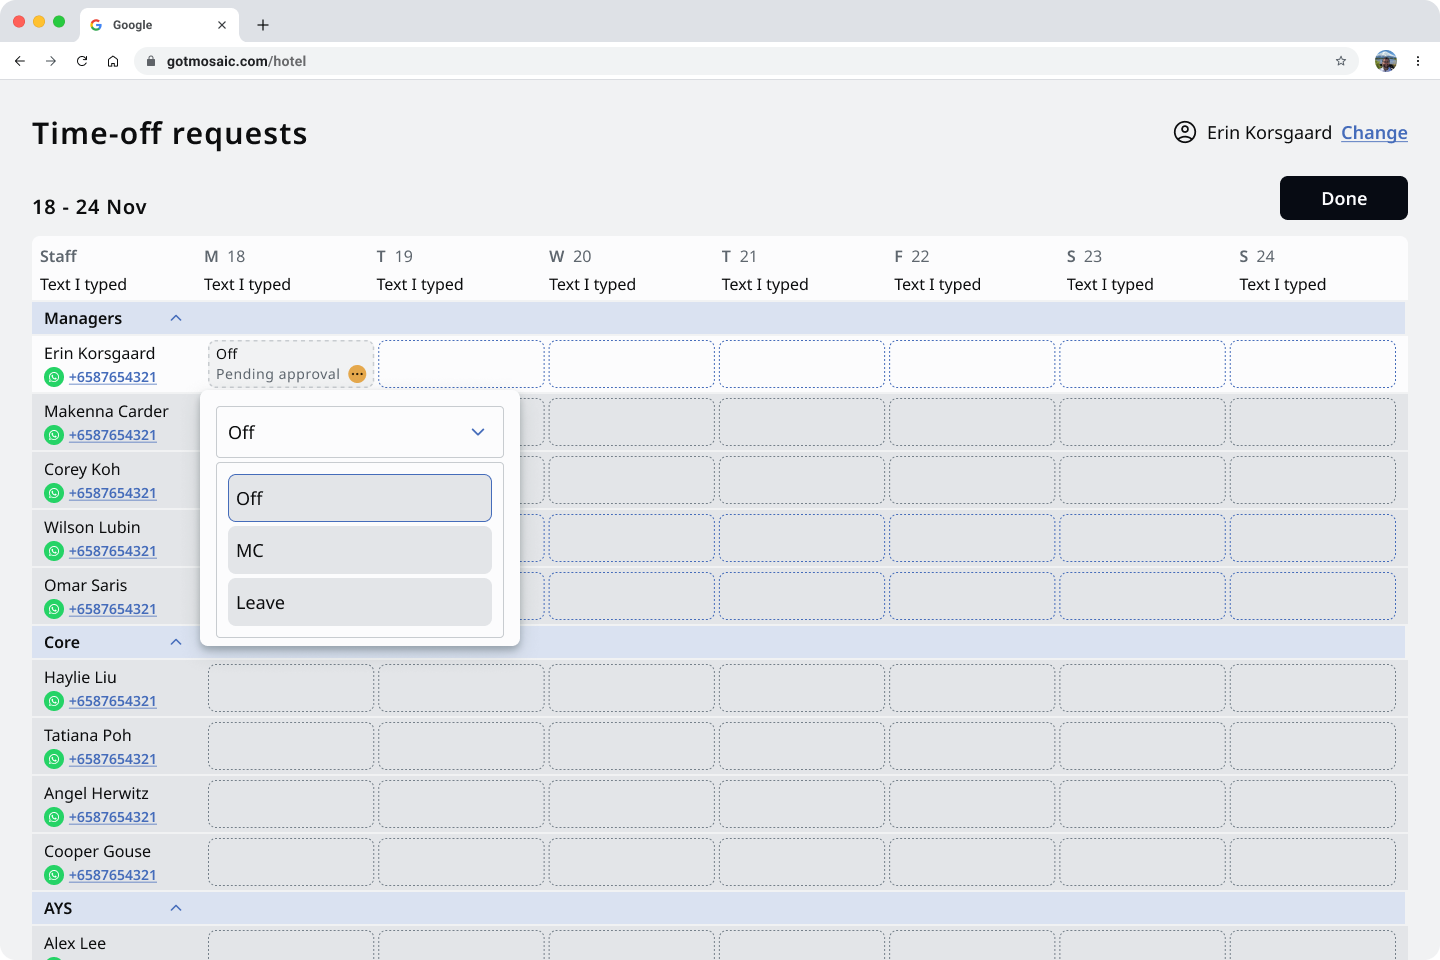 Google
gotmosaic.com/hotel
Time-off requests
Erin Korsgaard Change
18 - 24 Nov
Done
Staff M 18 T 19 W 20 T 21 F 22 S 23 S 24
Text I typed Text I typed Text I typed Text I typed Text I typed Text I typed Text I typed Text I typed
Managers
Erin Korsgaard
+6587654321
Off
Pending approval
Makenna Carder
+6587654321
Corey Koh
+6587654321
Wilson Lubin
+6587654321
Omar Saris
+6587654321
Off
Off
MC
Leave
Core
Haylie Liu
+6587654321
Tatiana Poh
+6587654321
Angel Herwitz
+6587654321
Cooper Gouse
+6587654321
AYS
Alex Lee